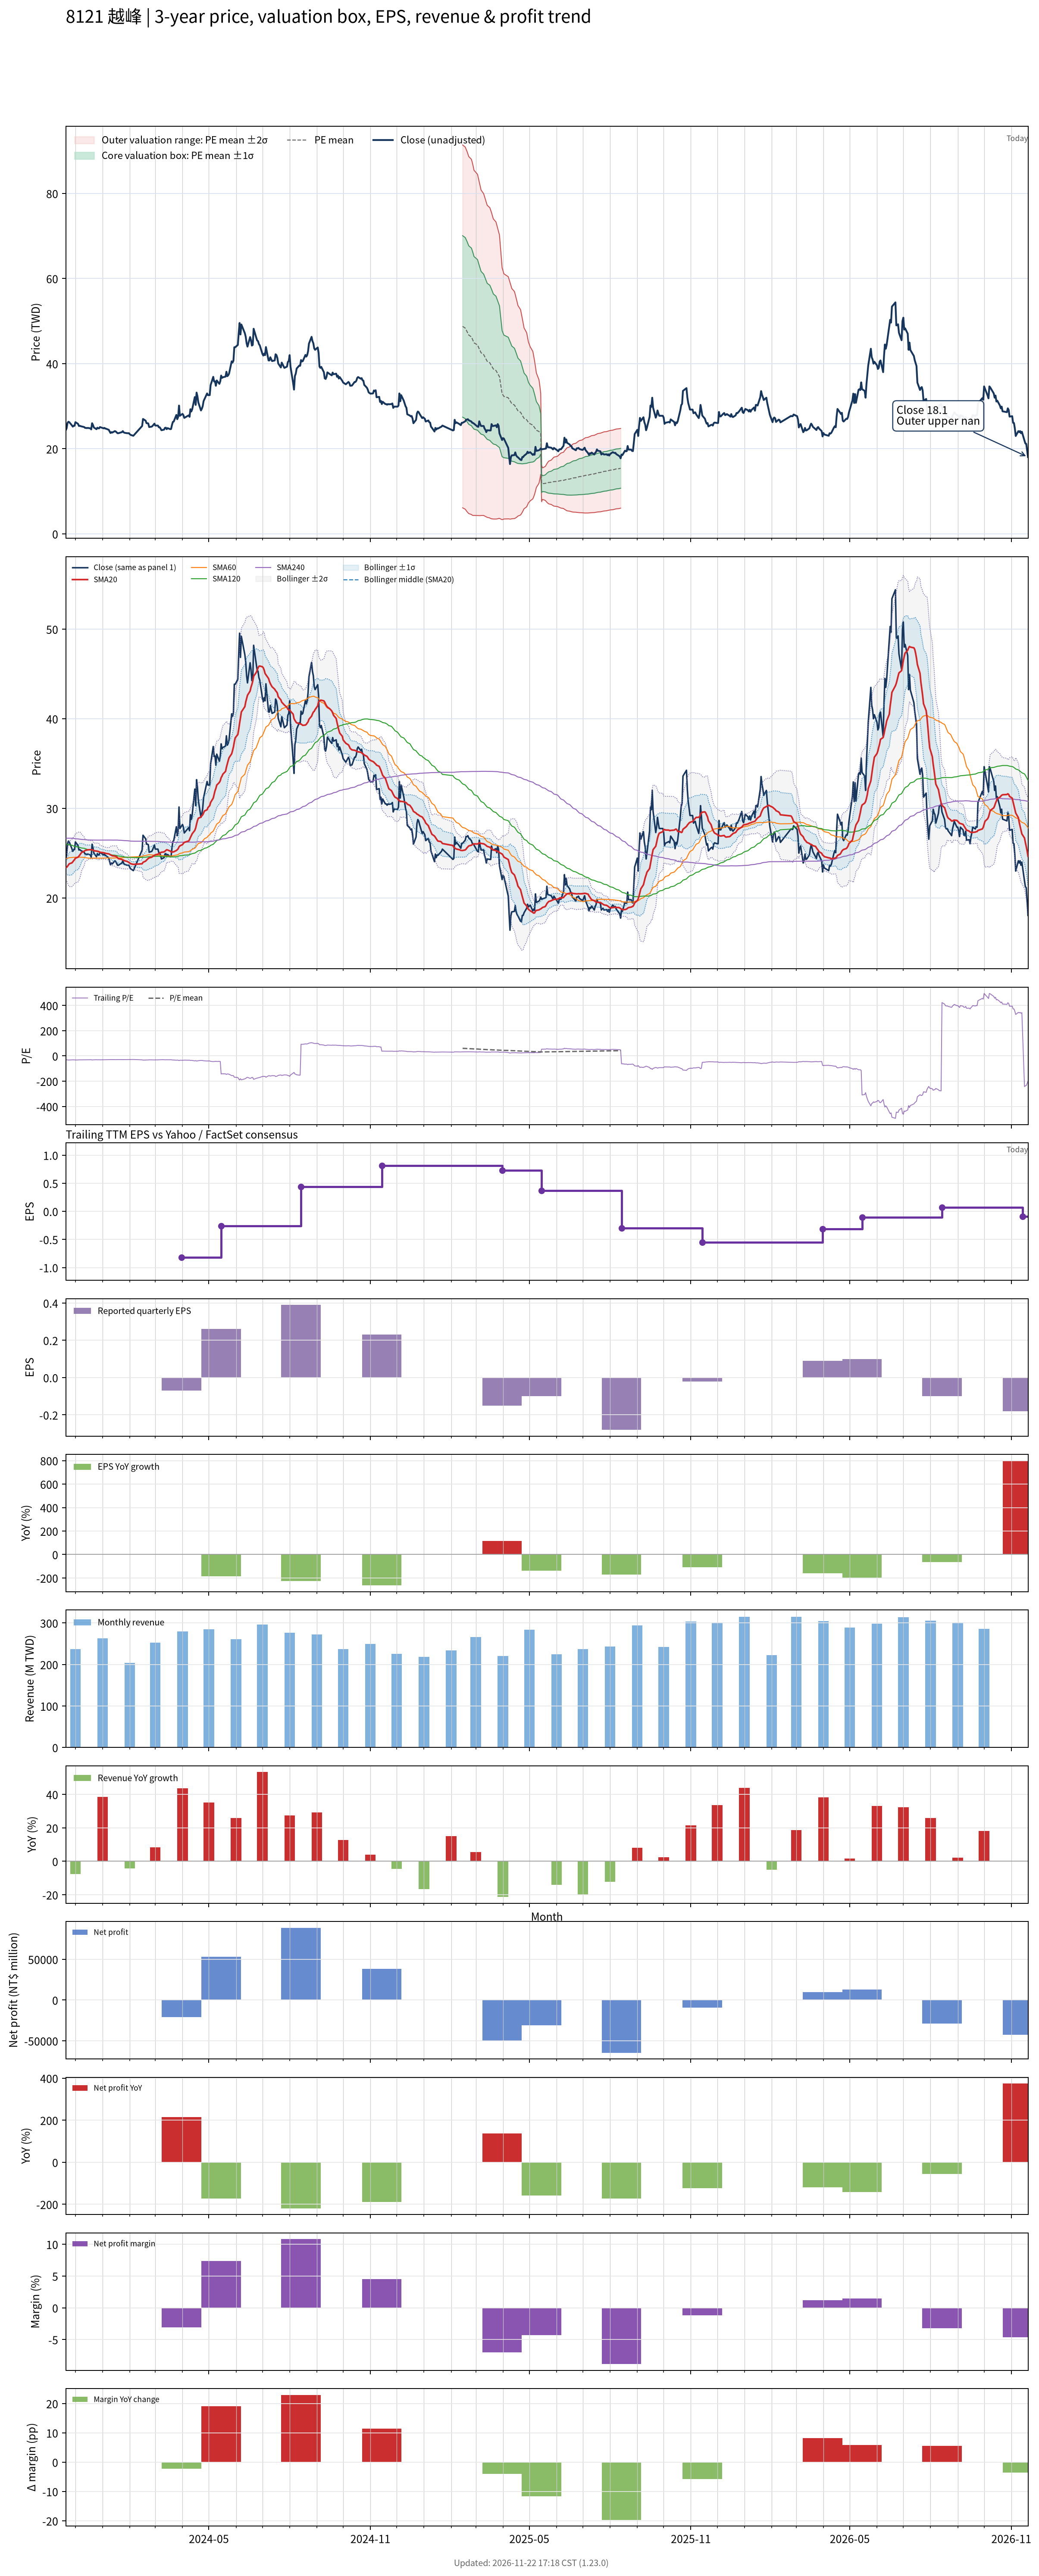 8121 越峰 | 3-year price, valuation box, EPS, revenue & profit trend
Outer valuation range: PE mean ±2σ
PE mean
Close (unadjusted)
Core valuation box: PE mean ±1σ
Today
80
60
40
20
0
Price (TWD)
Close 18.1
Outer upper nan
Close (same as panel 1)
SMA20
SMA60
SMA120
SMA240
Bollinger ±2σ
Bollinger ±1σ
Bollinger middle (SMA20)
50
40
30
20
Price
Trailing P/E
P/E mean
400
200
0
-200
-400
P/E
Trailing TTM EPS vs Yahoo / FactSet consensus
Today
1.0
0.5
0.0
-0.5
-1.0
EPS
Reported quarterly EPS
0.4
0.2
0.0
-0.2
EPS
EPS YoY growth
800
600
400
200
0
-200
YoY (%)
Monthly revenue
300
200
100
0
Revenue (M TWD)
Revenue YoY growth
40
20
0
-20
YoY (%)
Month
Net profit
50000
0
-50000
Net profit (NT$ million)
Net profit YoY
400
200
0
-200
YoY (%)
Net profit margin
10
5
0
-5
Margin (%)
Margin YoY change
20
10
0
-10
-20
Δ margin (pp)
2024-05
2024-11
2025-05
2025-11
2026-05
2026-11
Updated: 2026-11-22 17:18 CST (1.23.0)